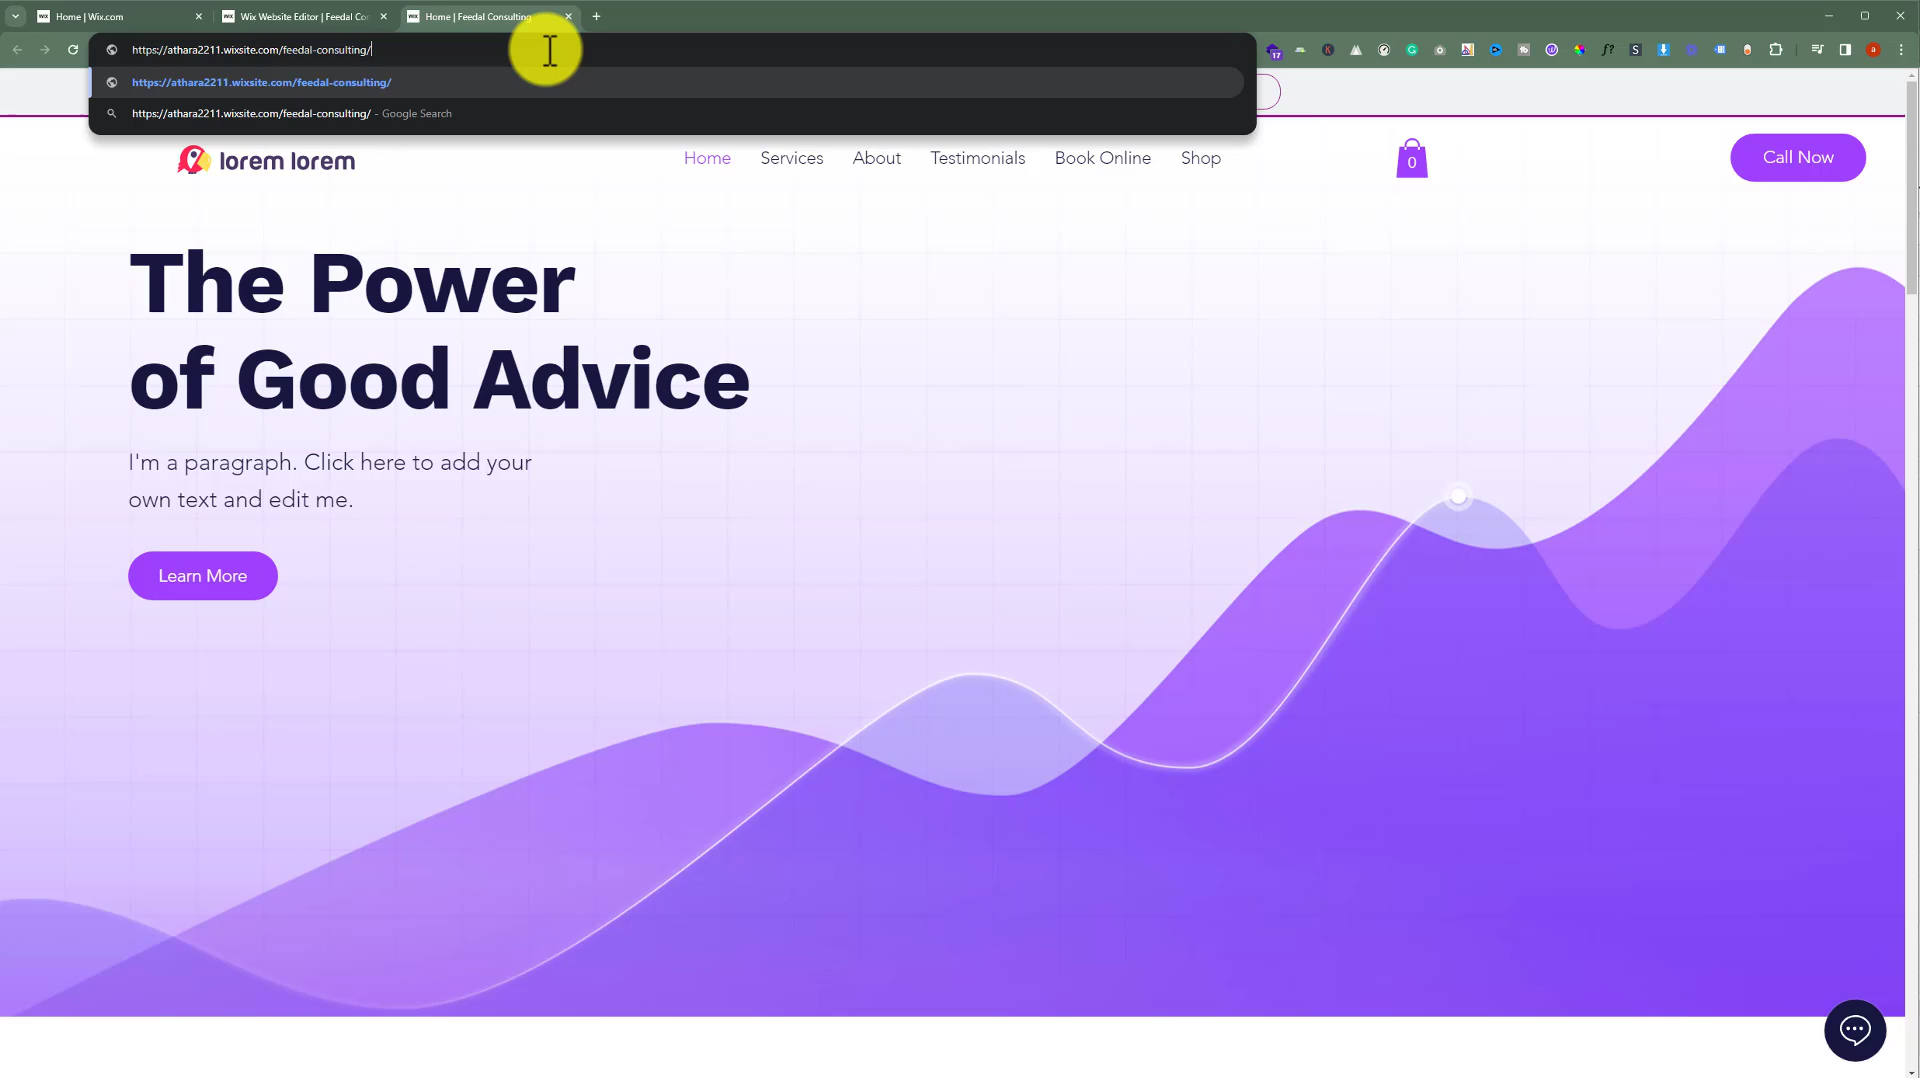 Home | Wix.com
Wix Website Editor | Feedal Co
Home | Feedal Consulting
https://athara2211.wixsite.com/feedal-consulting/
https://athara2211.wixsite.com/feedal-consulting/
https://athara2211.wixsite.com/feedal-consulting/ - Google Search
17
lorem lorem
Home
Services
About
Testimonials
Book Online
Shop
0
Call Now
The Power
of Good Advice
I'm a paragraph. Click here to add your
own text and edit me.
Learn More